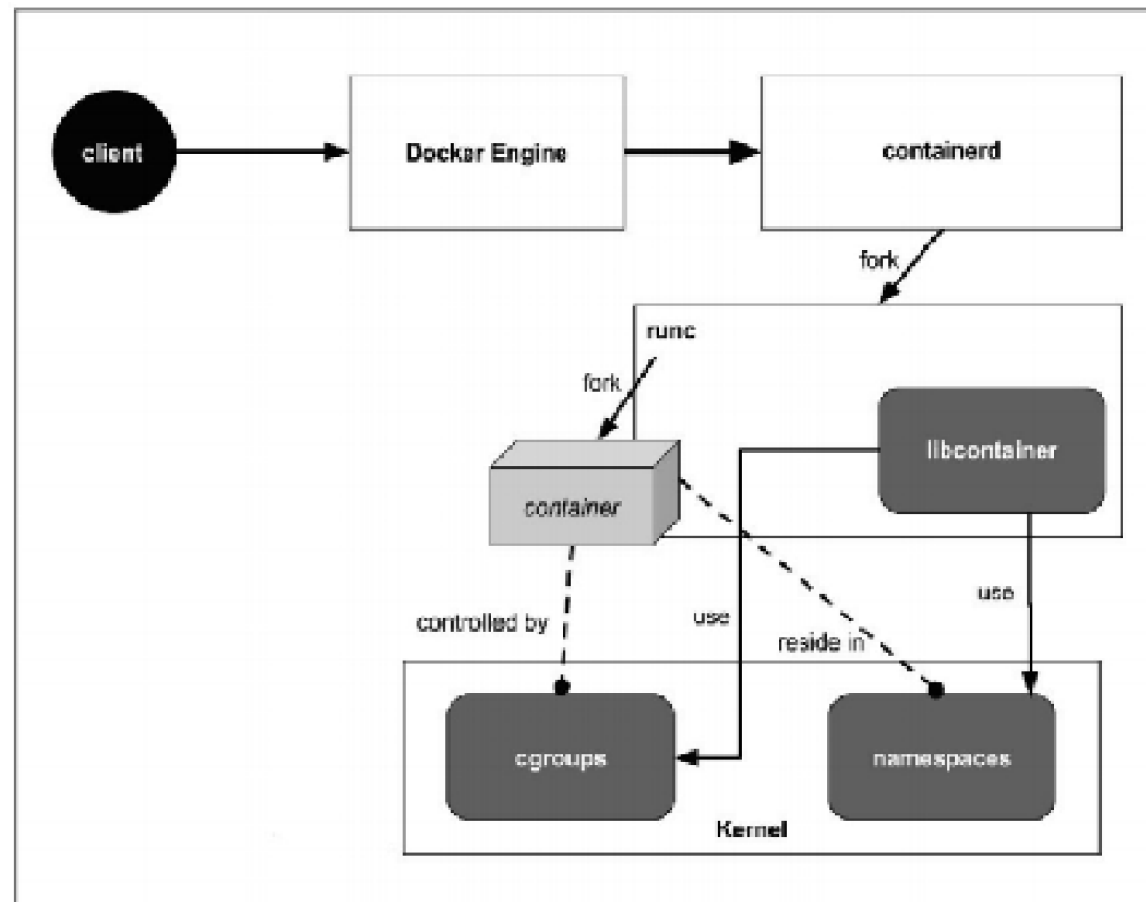 client
Docker Engine
containerd
fork
runc
fork
libcontainer
container
controlled by
use
use
reside in
cgroups
namespaces
Kernel